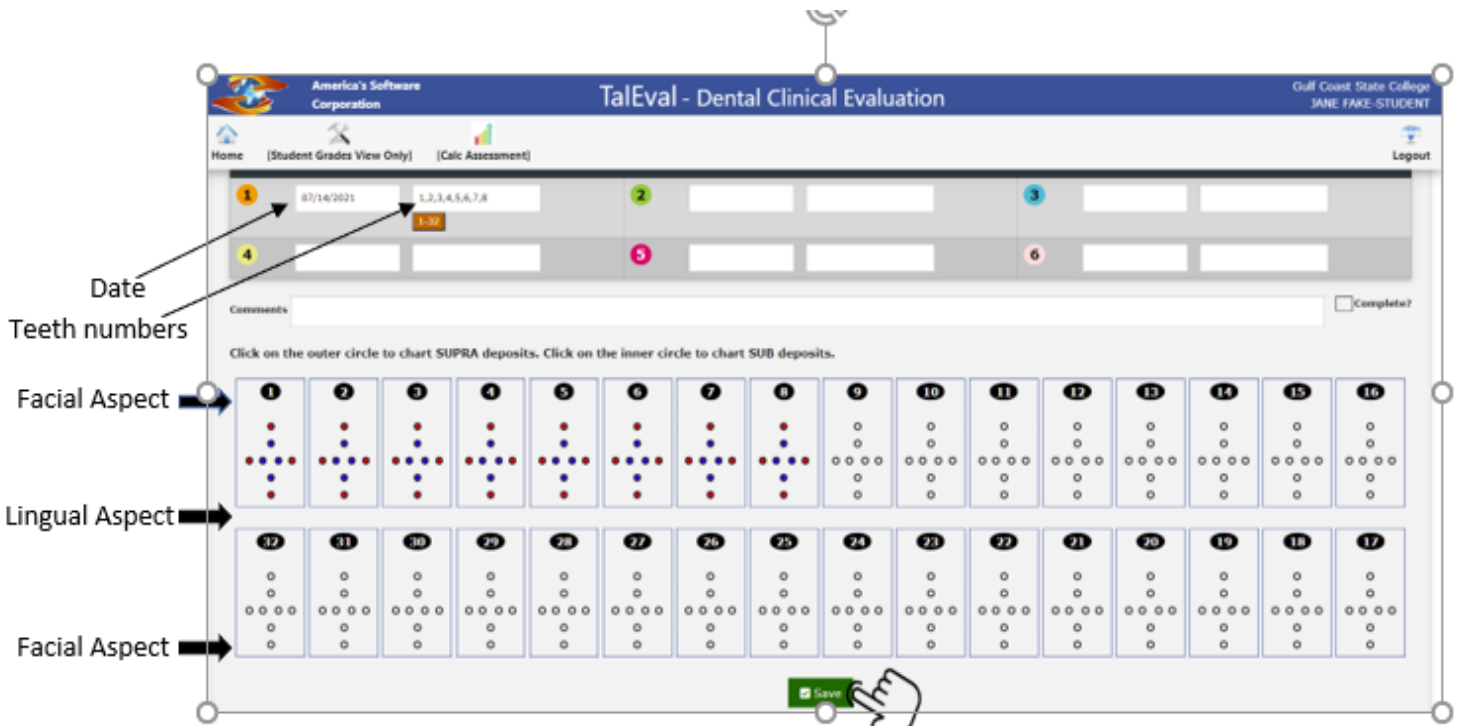 America's Software
Corporation
TalEval - Dental Clinical Evaluation
Gulf Coast State College
JANE FAKE-STUDENT
Home
(Student Grades View Only)
(Calc Assessment)
Logout
1 07/14/2021 1,2,3,4,5,6,7,8 2 3
1-32
4 5 6
Date
Teeth numbers
Comments
Complete?
Click on the outer circle to chart SUPRA deposits. Click on the inner circle to chart SUB deposits.
Facial Aspect
1 2 3 4 5 6 7 8 9 10 11 12 13 14 15 16
Lingual Aspect
32 31 30 29 28 27 26 25 24 23 22 21 20 19 18 17
Facial Aspect
Save